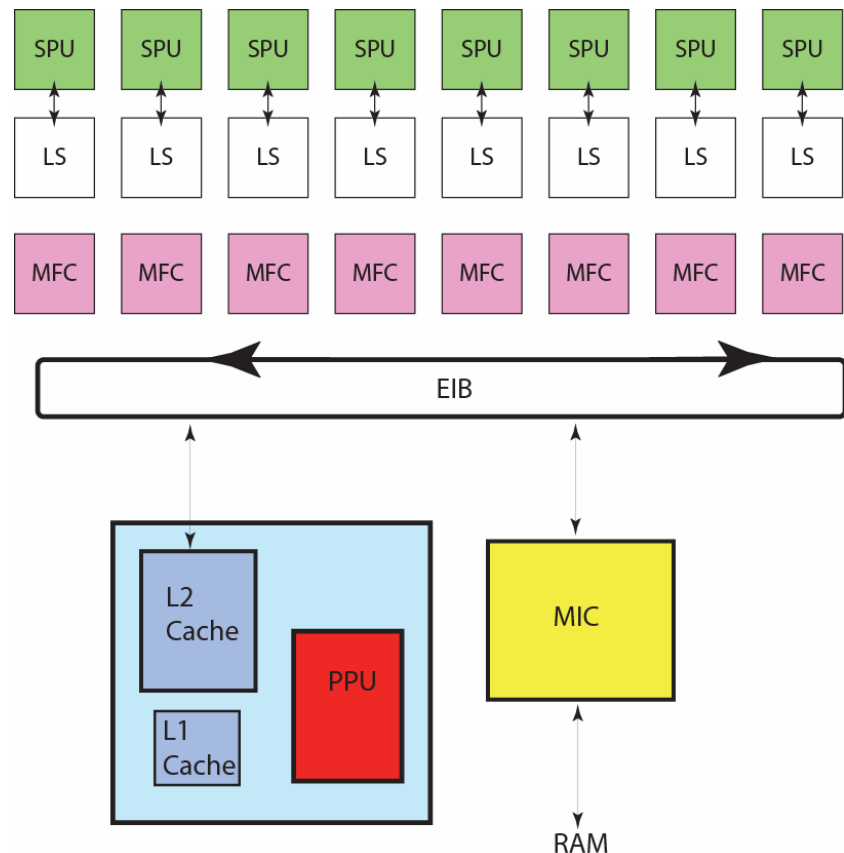 SPU SPU SPU SPU SPU SPU SPU SPU
LS LS LS LS LS LS LS LS
MFC MFC MFC MFC MFC MFC MFC MFC
EIB
L2
Cache
PPU
L1
Cache
MIC
RAM